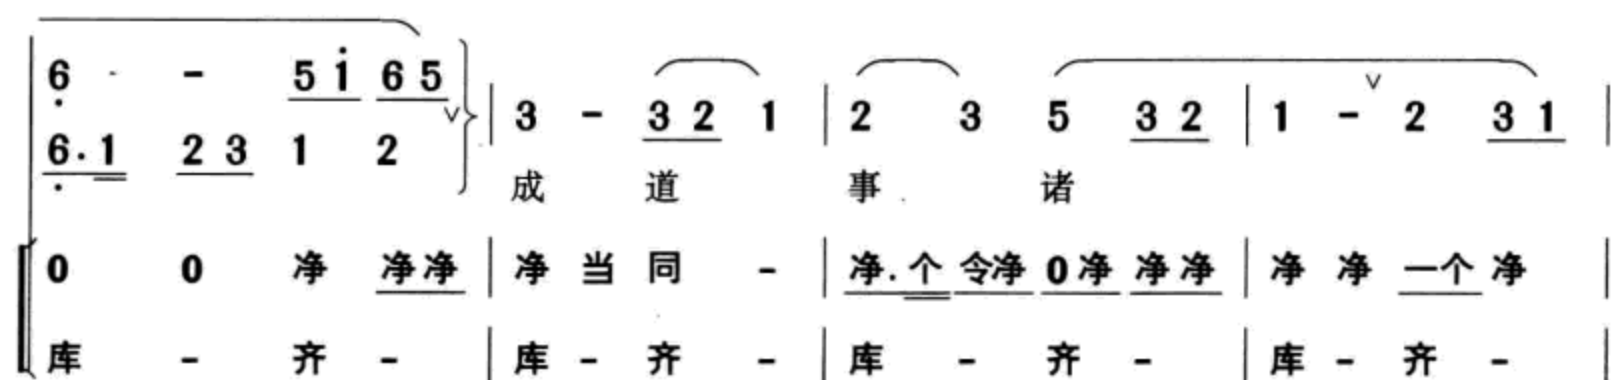 6 - 5 1 6 5
6. 1 2 3 1 2
3 - 3 2 1 | 2 3 5 3 2 | 1 - 2 3 1 |
成 道 事 诸
0 0 净 净净 | 净 当 同 - | 净. 个 令净 0净 净净 | 净 净 一个 净 |
库 - 齐 - | 库 - 齐 - | 库 - 齐 - | 库 - 齐 - |